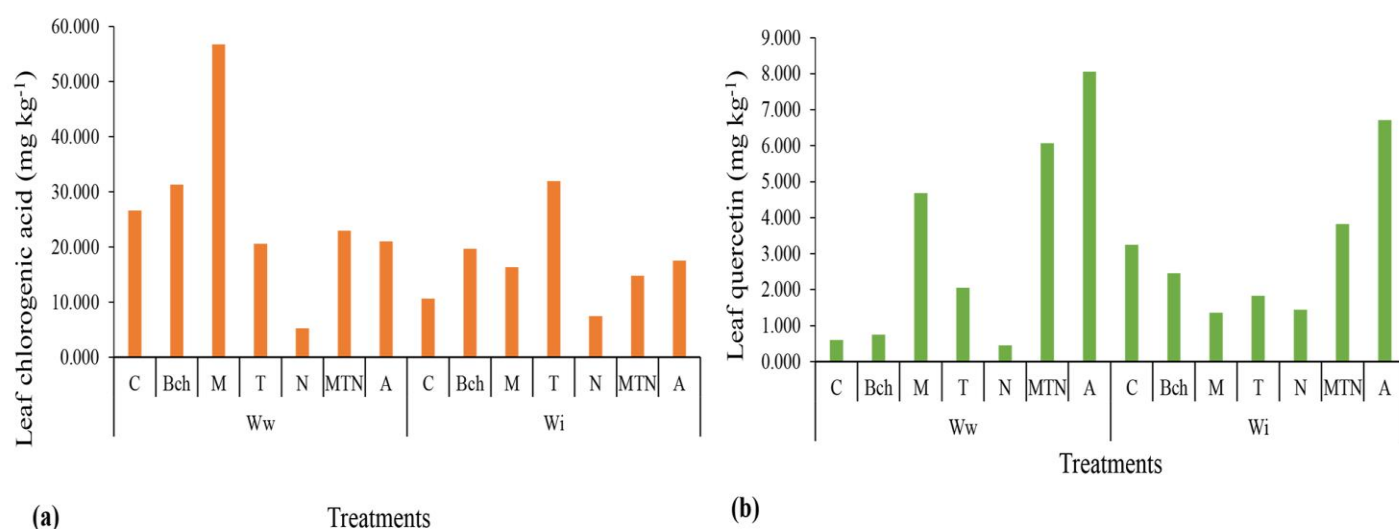 Leaf chlorogenic acid (mg kg⁻¹)
60.000
50.000
40.000
30.000
20.000
10.000
0.000
C Bch M T N MTN A C Bch M T N MTN A
Ww Wi
Treatments
(a)
Leaf quercetin (mg kg⁻¹)
9.000
8.000
7.000
6.000
5.000
4.000
3.000
2.000
1.000
0.000
C Bch M T N MTN A C Bch M T N MTN A
Ww Wi
Treatments
(b)